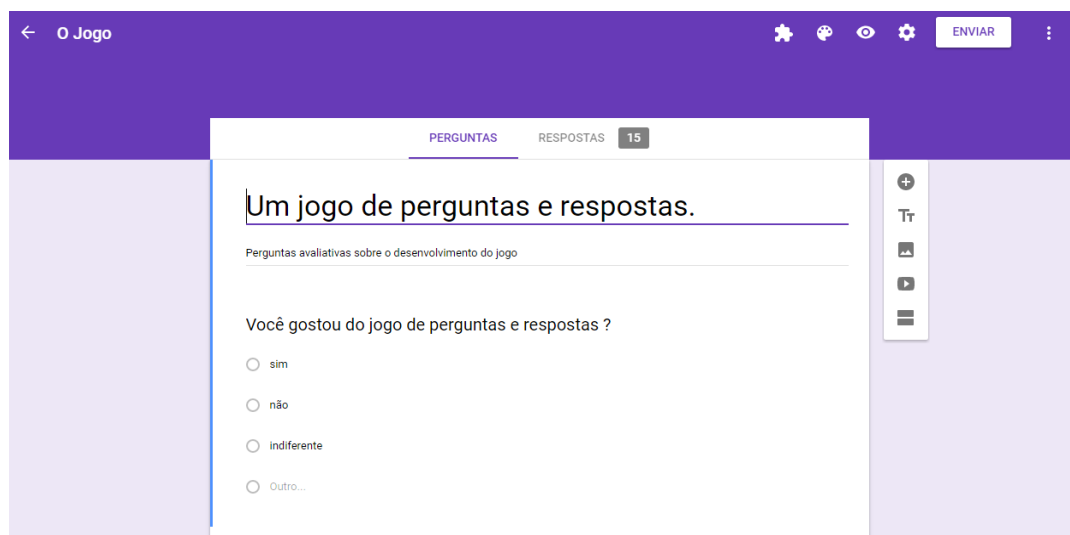 O Jogo
ENVIAR
PERGUNTAS
RESPOSTAS 15
Um jogo de perguntas e respostas.
Perguntas avaliativas sobre o desenvolvimento do jogo
Você gostou do jogo de perguntas e respostas ?
sim
não
indiferente
Outro...